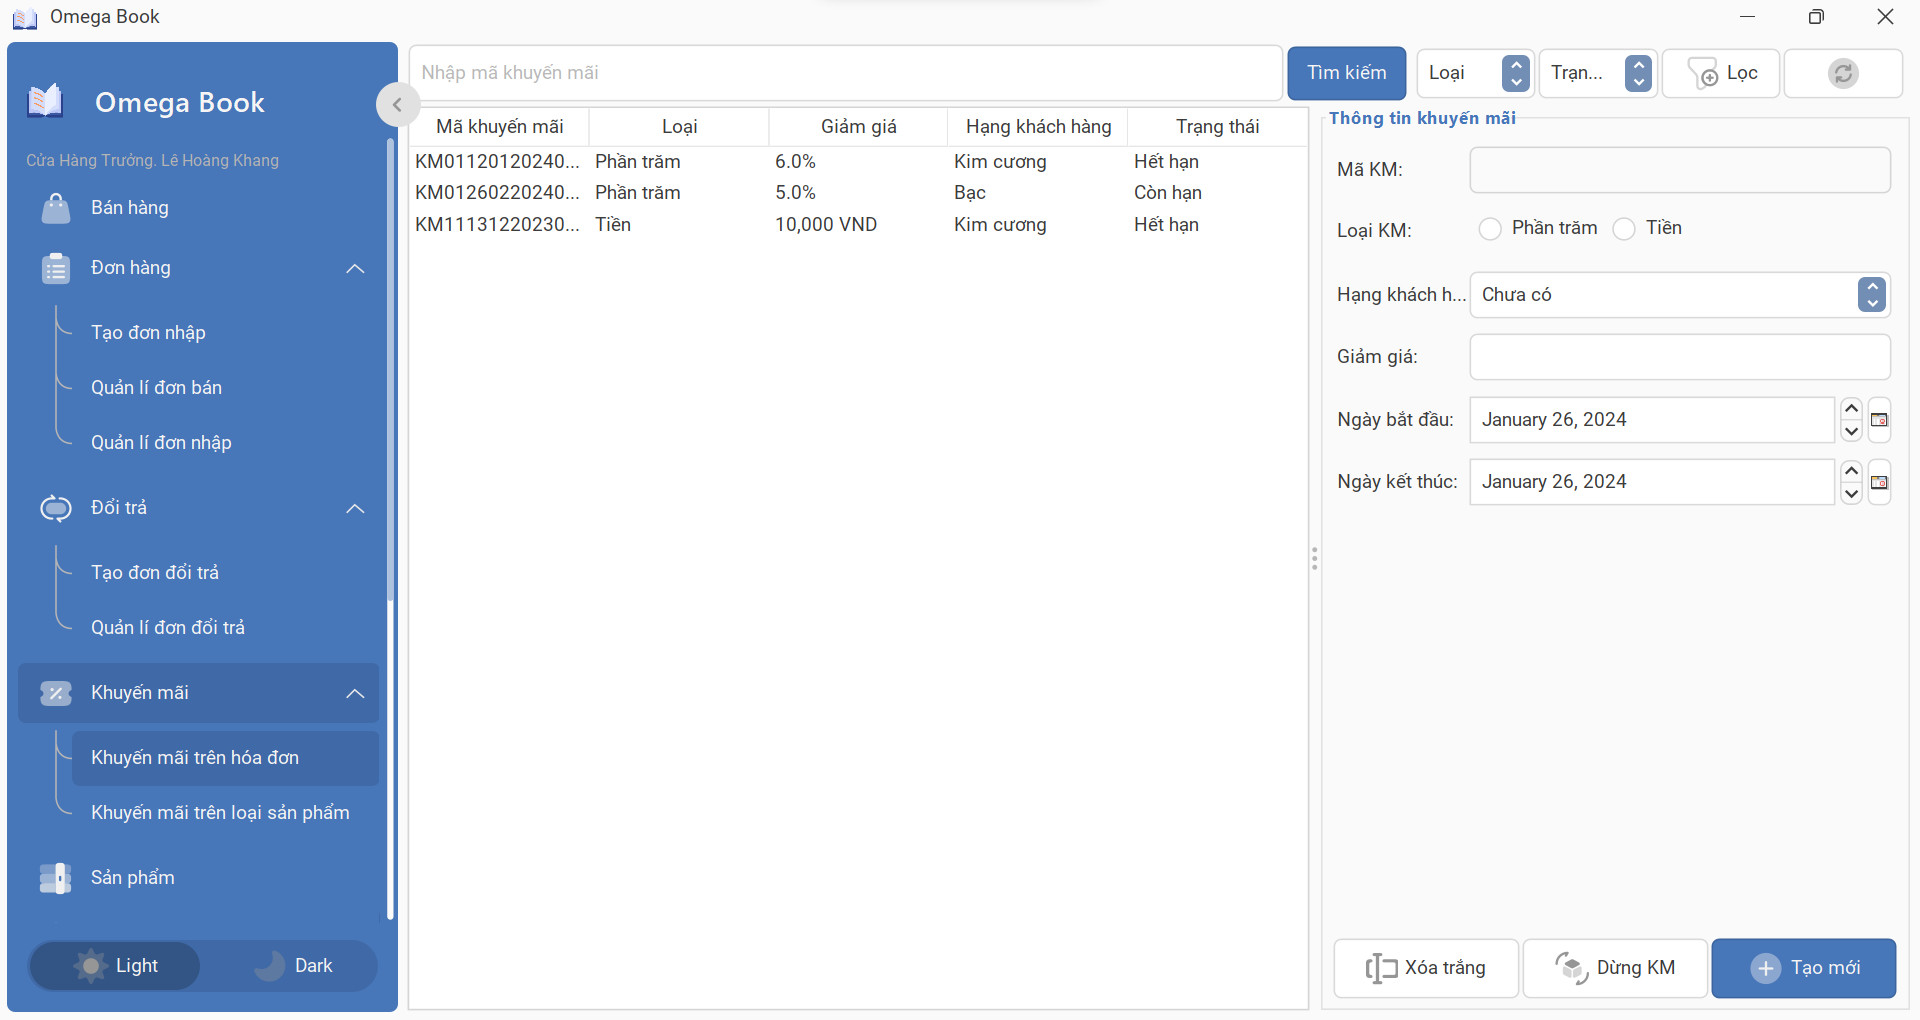 Omega Book
Omega Book
Cửa Hàng Trưởng. Lê Hoàng Khang
Bán hàng
Đơn hàng
Tạo đơn nhập
Quản lí đơn bán
Quản lí đơn nhập
Đổi trả
Tạo đơn đổi trả
Quản lí đơn đổi trả
Khuyến mãi
Khuyến mãi trên hóa đơn
Khuyến mãi trên loại sản phẩm
Sản phẩm
Light
Dark
Nhập mã khuyến mãi
Tìm kiếm
Loại
Trạn...
Lọc
Mã khuyến mãi Loại Giảm giá Hạng khách hàng Trạng thái
KM01120120240... Phần trăm 6.0% Kim cương Hết hạn
KM01260220240... Phần trăm 5.0% Bạc Còn hạn
KM11131220230... Tiền 10,000 VND Kim cương Hết hạn
Thông tin khuyến mãi
Mã KM:
Loại KM: Phần trăm Tiền
Hạng khách h... Chưa có
Giảm giá:
Ngày bắt đầu: January 26, 2024
Ngày kết thúc: January 26, 2024
Xóa trắng
Dừng KM
Tạo mới